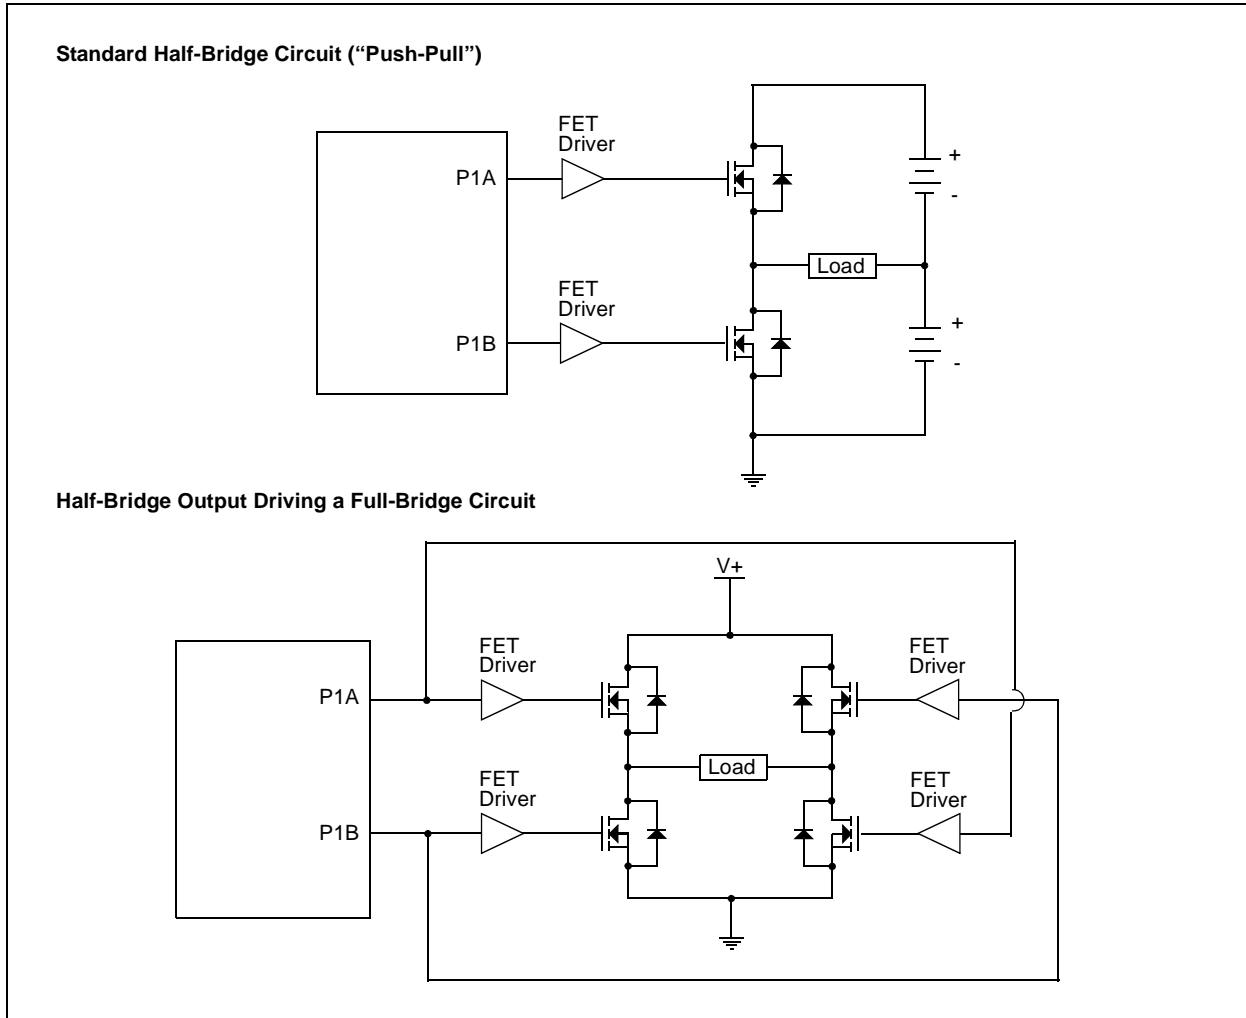 Standard Half-Bridge Circuit (“Push-Pull”)
FET
Driver
P1A
+
-
Load
FET
Driver
P1B
+
-
Half-Bridge Output Driving a Full-Bridge Circuit
V+
FET
Driver
FET
Driver
P1A
Load
FET
Driver
FET
Driver
P1B